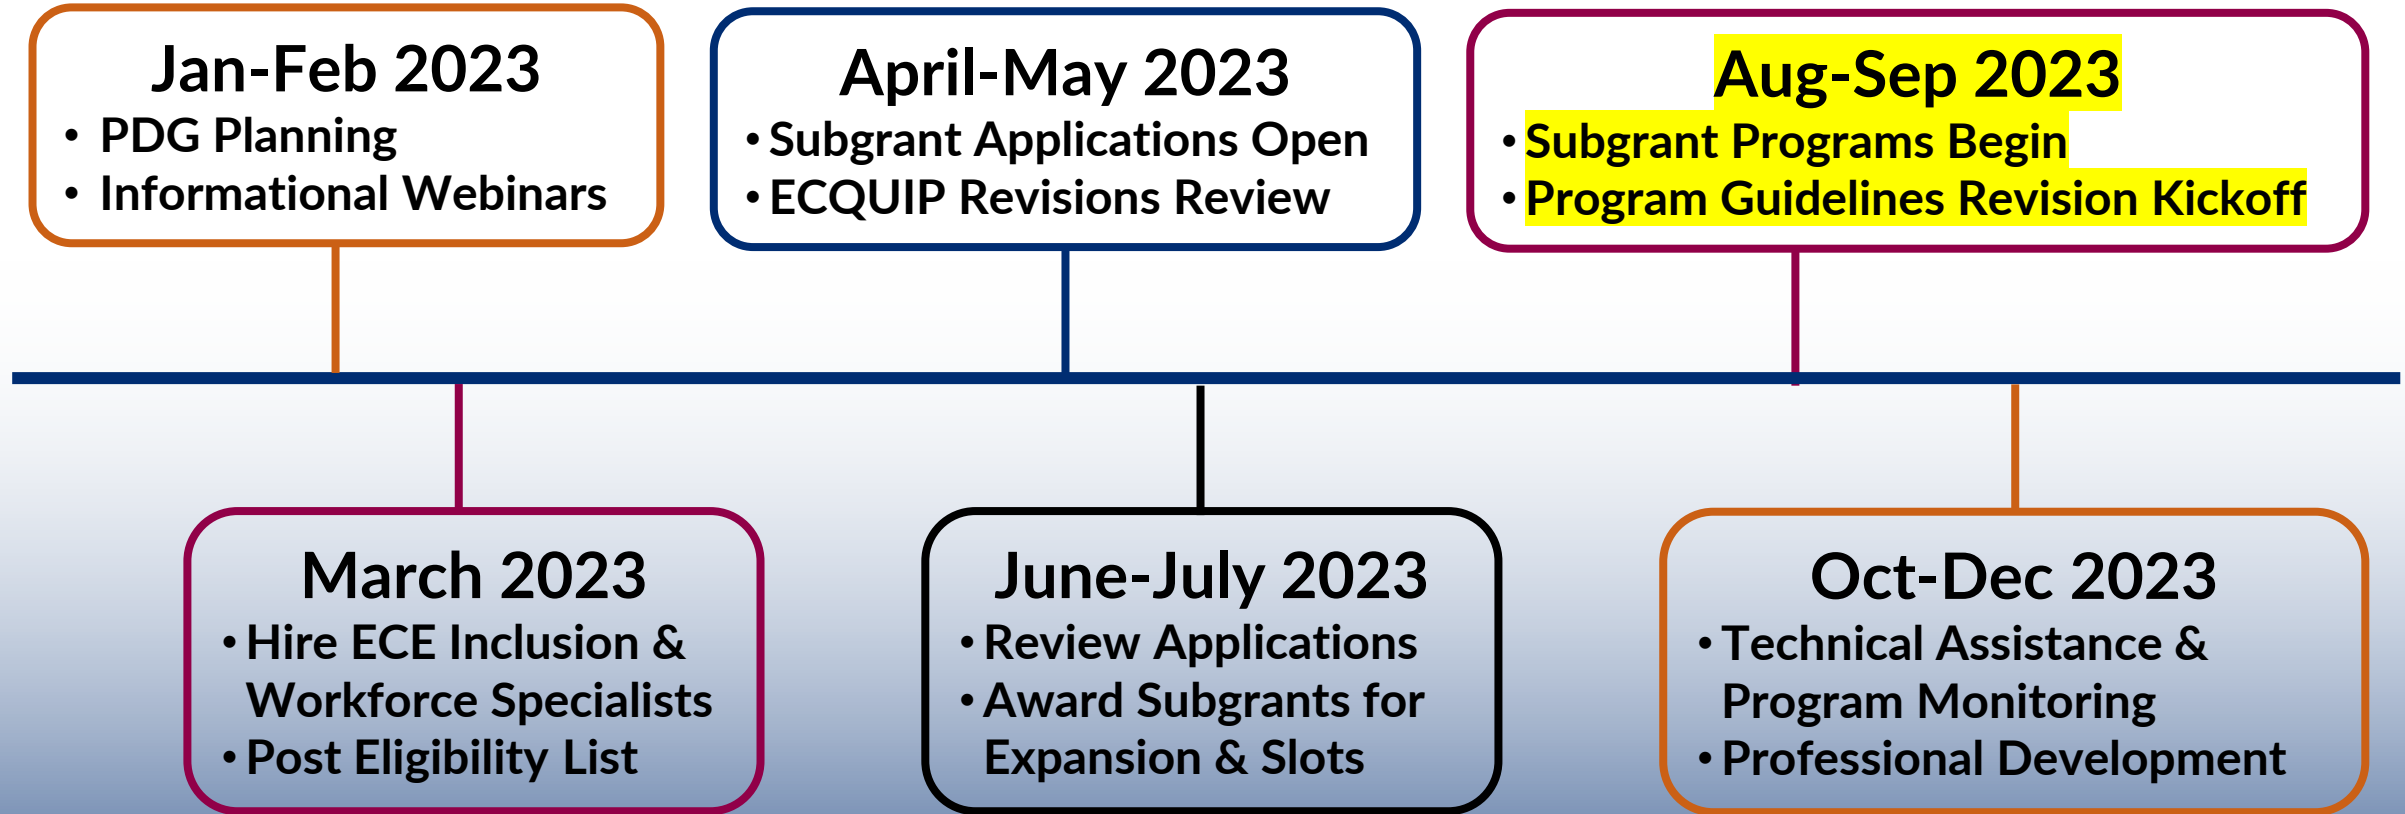 Jan-Feb 2023
• PDG Planning
• Informational Webinars
April-May 2023
• Subgrant Applications Open
• ECQUIP Revisions Review
Aug-Sep 2023
• Subgrant Programs Begin
• Program Guidelines Revision Kickoff
March 2023
• Hire ECE Inclusion &
Workforce Specialists
• Post Eligibility List
June-July 2023
• Review Applications
• Award Subgrants for
Expansion & Slots
Oct-Dec 2023
• Technical Assistance &
Program Monitoring
• Professional Development